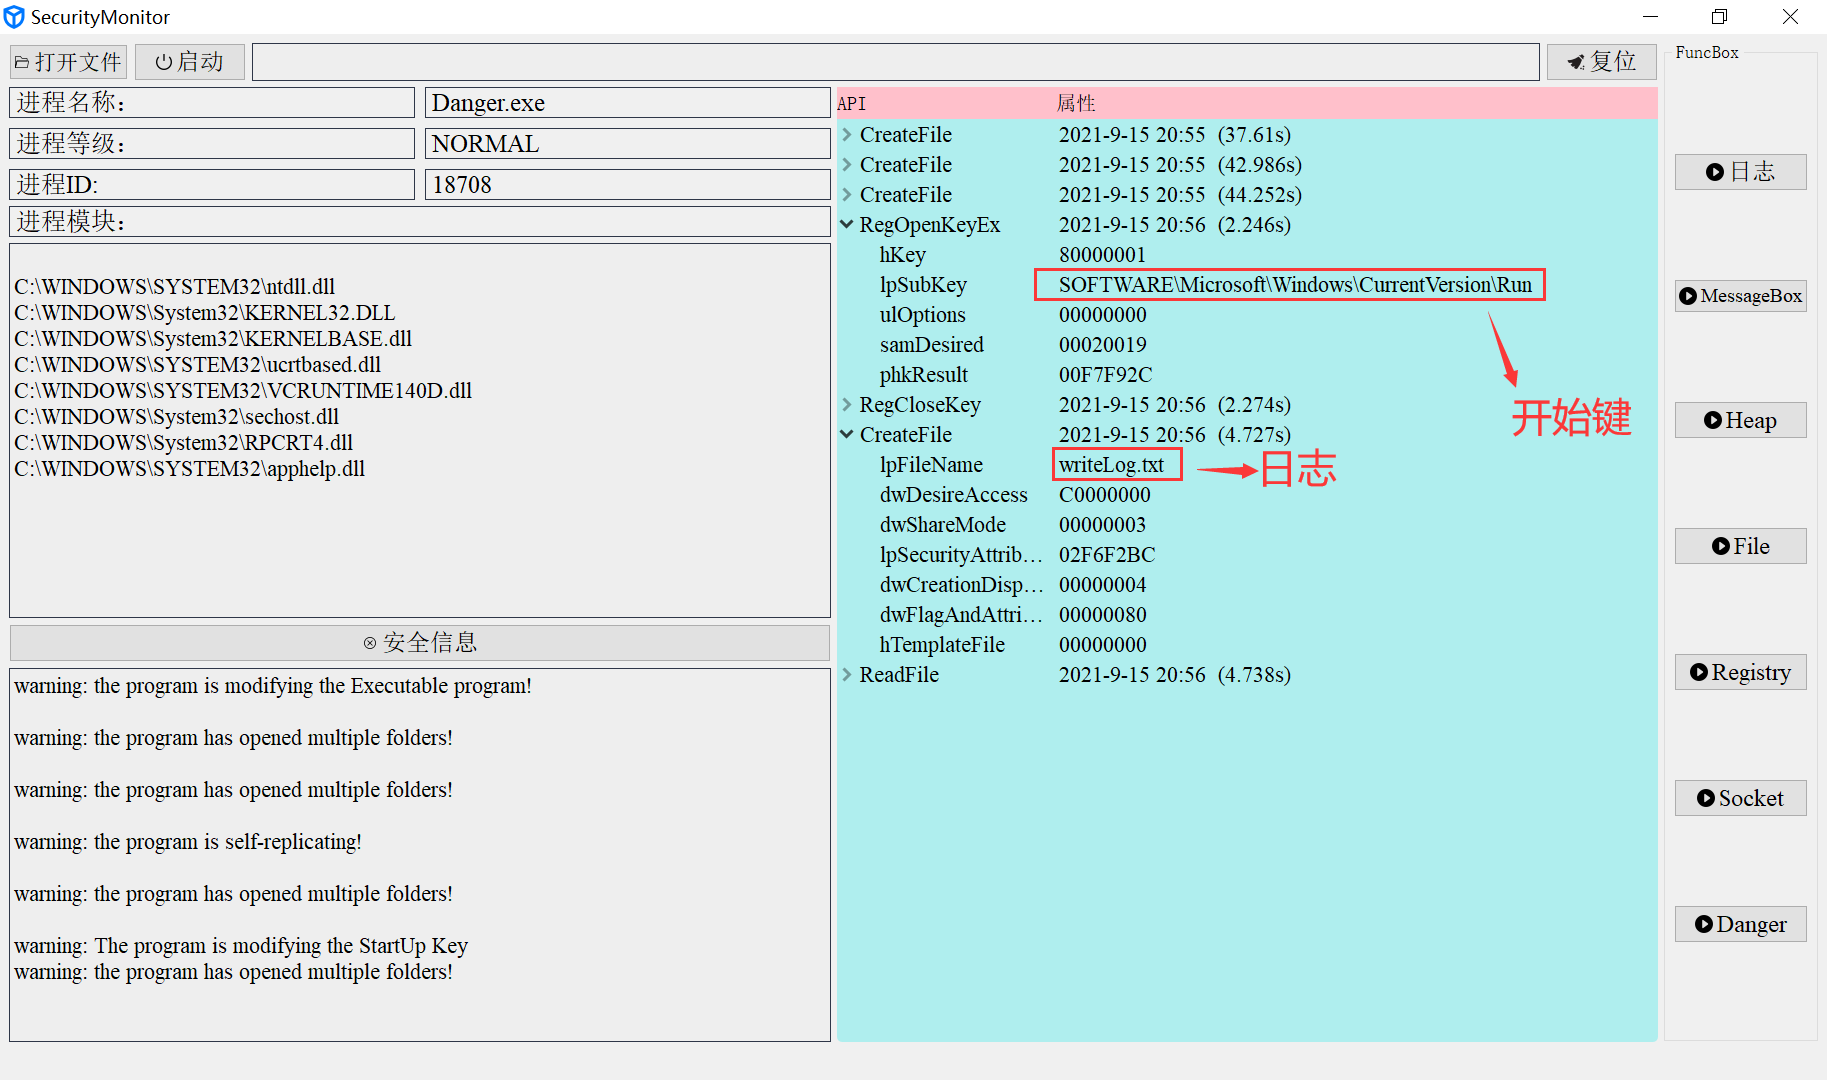 SecurityMonitor
打开文件
启动
复位
FuncBox
进程名称：
Danger.exe
进程等级：
NORMAL
进程ID:
18708
进程模块：
C:\WINDOWS\SYSTEM32\ntdll.dll
C:\WINDOWS\System32\KERNEL32.DLL
C:\WINDOWS\System32\KERNELBASE.dll
C:\WINDOWS\SYSTEM32\ucrtbased.dll
C:\WINDOWS\SYSTEM32\VCRUNTIME140D.dll
C:\WINDOWS\System32\sechost.dll
C:\WINDOWS\System32\RPCRT4.dll
C:\WINDOWS\SYSTEM32\apphelp.dll
安全信息
warning: the program is modifying the Executable program!
warning: the program has opened multiple folders!
warning: the program has opened multiple folders!
warning: the program is self-replicating!
warning: the program has opened multiple folders!
warning: The program is modifying the StartUp Key
warning: the program has opened multiple folders!
API 属性
CreateFile 2021-9-15 20:55 (37.61s)
CreateFile 2021-9-15 20:55 (42.986s)
CreateFile 2021-9-15 20:55 (44.252s)
RegOpenKeyEx 2021-9-15 20:56 (2.246s)
hKey 80000001
lpSubKey SOFTWARE\Microsoft\Windows\CurrentVersion\Run
ulOptions 00000000
samDesired 00020019
phkResult 00F7F92C
开始键
RegCloseKey 2021-9-15 20:56 (2.274s)
CreateFile 2021-9-15 20:56 (4.727s)
lpFileName writeLog.txt
日志
dwDesireAccess C0000000
dwShareMode 00000003
lpSecurityAttrib... 02F6F2BC
dwCreationDisp... 00000004
dwFlagAndAttri... 00000080
hTemplateFile 00000000
ReadFile 2021-9-15 20:56 (4.738s)
日志
MessageBox
Heap
File
Registry
Socket
Danger